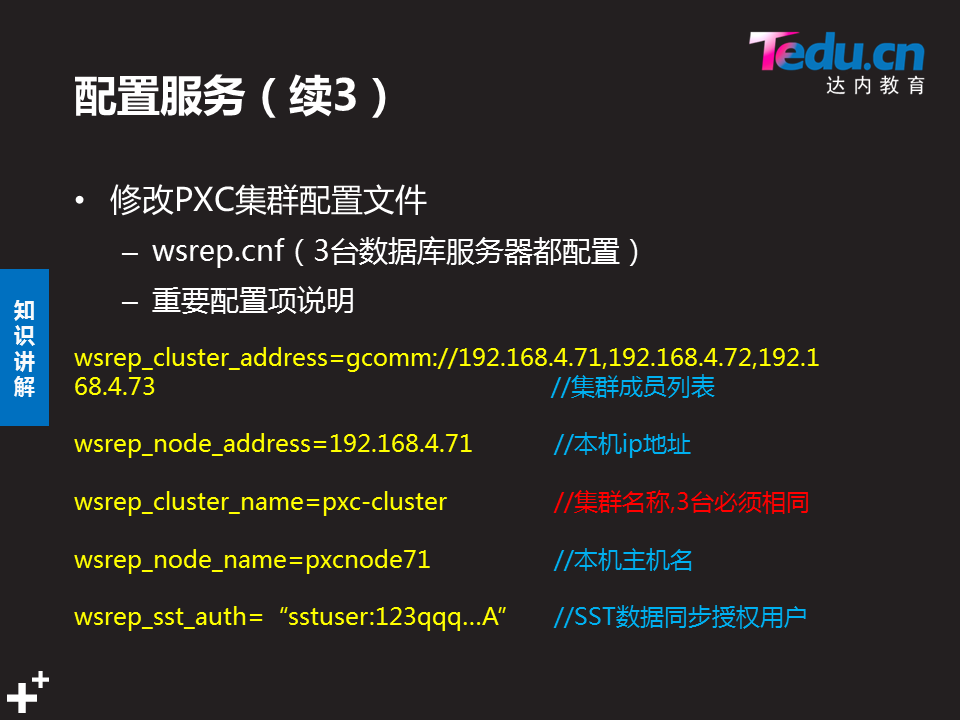 Tedu.cn
达内教育
配置服务（续3）
• 修改PXC集群配置文件
– wsrep.cnf（3台数据库服务器都配置）
– 重要配置项说明
知识讲解
wsrep_cluster_address=gcomm://192.168.4.71,192.168.4.72,192.1
68.4.73 //集群成员列表
wsrep_node_address=192.168.4.71 //本机ip地址
wsrep_cluster_name=pxc-cluster //集群名称,3台必须相同
wsrep_node_name=pxcnode71 //本机主机名
wsrep_sst_auth=“sstuser:123qqq…A” //SST数据同步授权用户